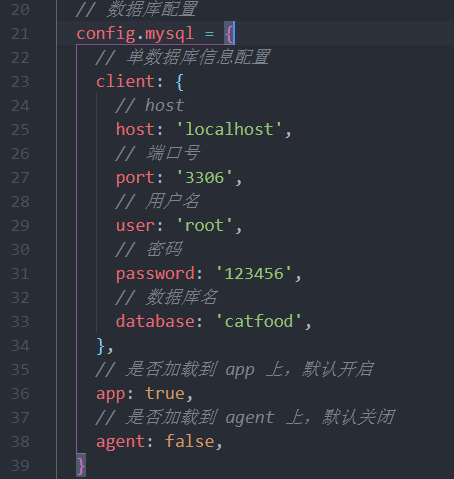 20 // 数据库配置
21 config.mysql = {
22 // 单数据库信息配置
23 client: {
24 // host
25 host: 'localhost',
26 // 端口号
27 port: '3306',
28 // 用户名
29 user: 'root',
30 // 密码
31 password: '123456',
32 // 数据库名
33 database: 'catfood',
34 },
35 // 是否加载到 app 上，默认开启
36 app: true,
37 // 是否加载到 agent 上，默认关闭
38 agent: false,
39 }